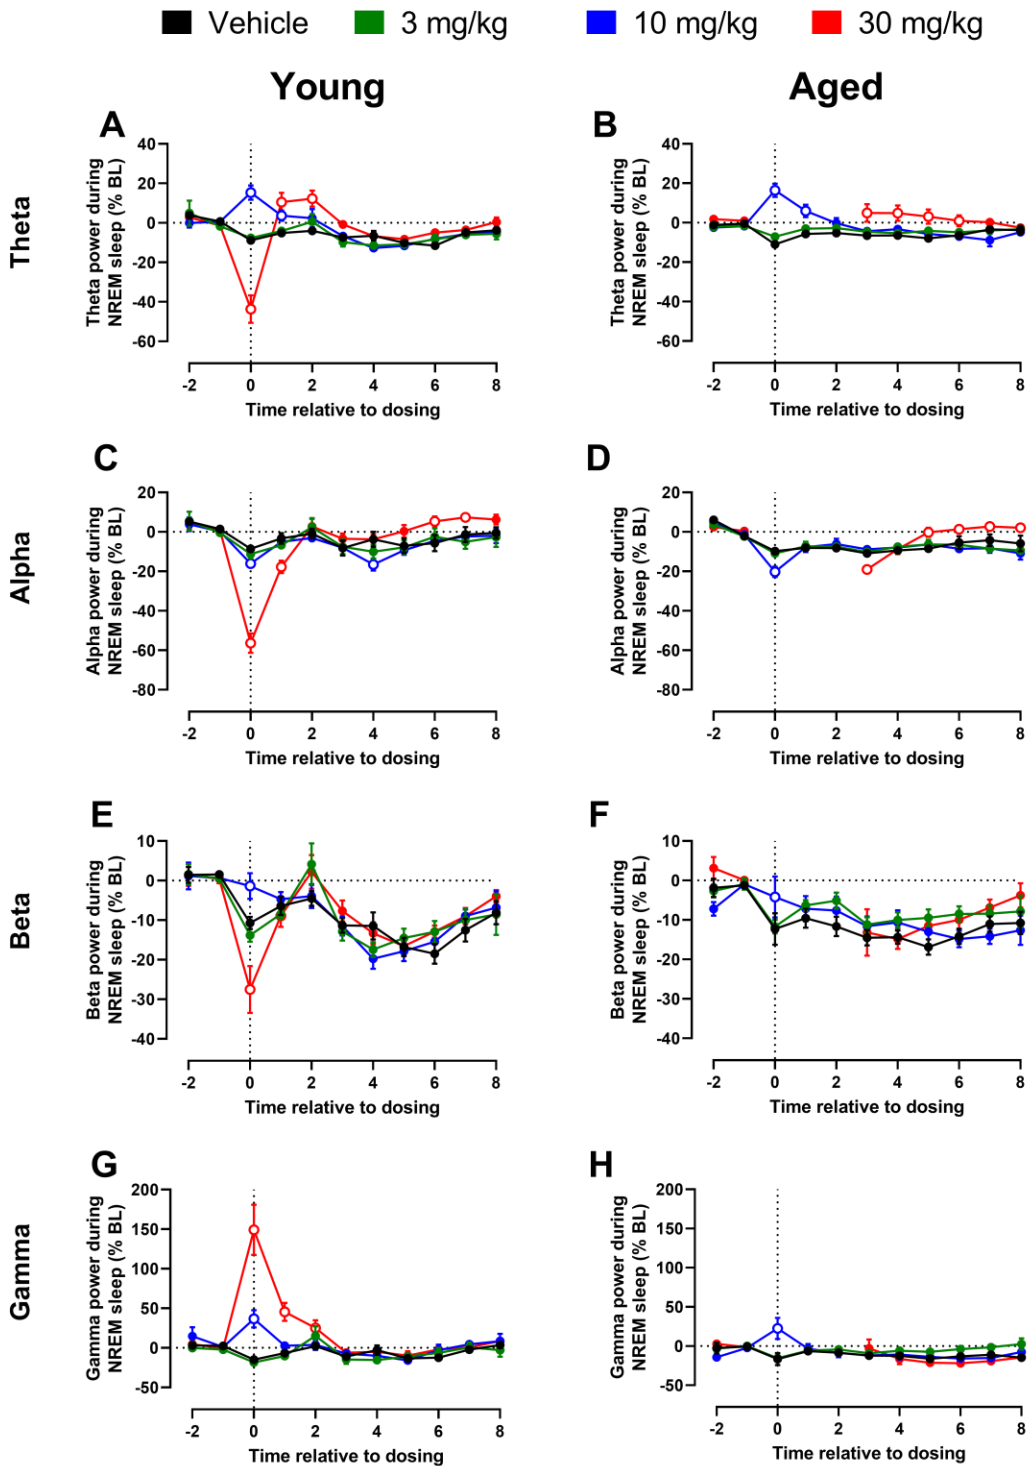 Vehicle 3 mg/kg 10 mg/kg 30 mg/kg
Young Aged
Theta
A
Theta power during
NREM sleep (% BL)
40
20
0
-20
-40
-60
-2 0 2 4 6 8
Time relative to dosing
B
Theta power during
NREM sleep (% BL)
40
20
0
-20
-40
-60
-2 0 2 4 6 8
Time relative to dosing
Alpha
C
Alpha power during
NREM sleep (% BL)
20
0
-20
-40
-60
-80
-2 0 2 4 6 8
Time relative to dosing
D
Alpha power during
NREM sleep (% BL)
20
0
-20
-40
-60
-80
-2 0 2 4 6 8
Time relative to dosing
Beta
E
Beta power during
NREM sleep (% BL)
10
0
-10
-20
-30
-40
-2 0 2 4 6 8
Time relative to dosing
F
Beta power during
NREM sleep (% BL)
10
0
-10
-20
-30
-40
-2 0 2 4 6 8
Time relative to dosing
Gamma
G
Gamma power during
NREM sleep (% BL)
200
150
100
50
0
-50
-2 0 2 4 6 8
Time relative to dosing
H
Gamma power during
NREM sleep (% BL)
200
150
100
50
0
-50
-2 0 2 4 6 8
Time relative to dosing